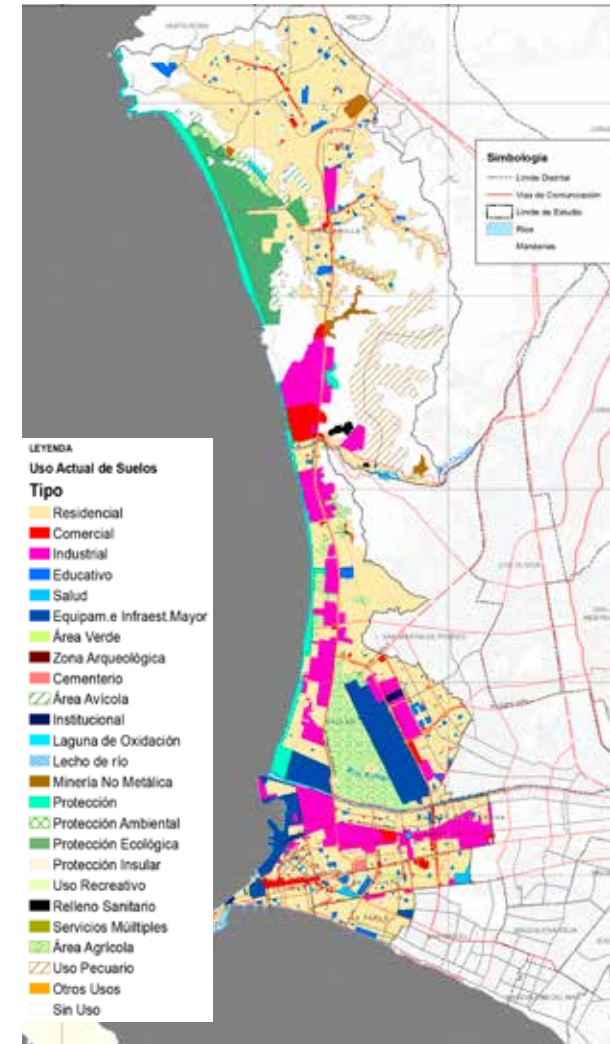 Simbología
Límite Distrital
Vías de Comunicación
Límite de Estudio
Ríos
Manzanas
LEYENDA
Uso Actual de Suelos
Tipo
Residencial
Comercial
Industrial
Educativo
Salud
Equipam.e Infraest.Mayor
Área Verde
Zona Arqueológica
Cementerio
Área Avícola
Institucional
Laguna de Oxidación
Lecho de río
Minería No Metálica
Protección
Protección Ambiental
Protección Ecológica
Protección Insular
Uso Recreativo
Relleno Sanitario
Servicios Múltiples
Área Agrícola
Uso Pecuario
Otros Usos
Sin Uso